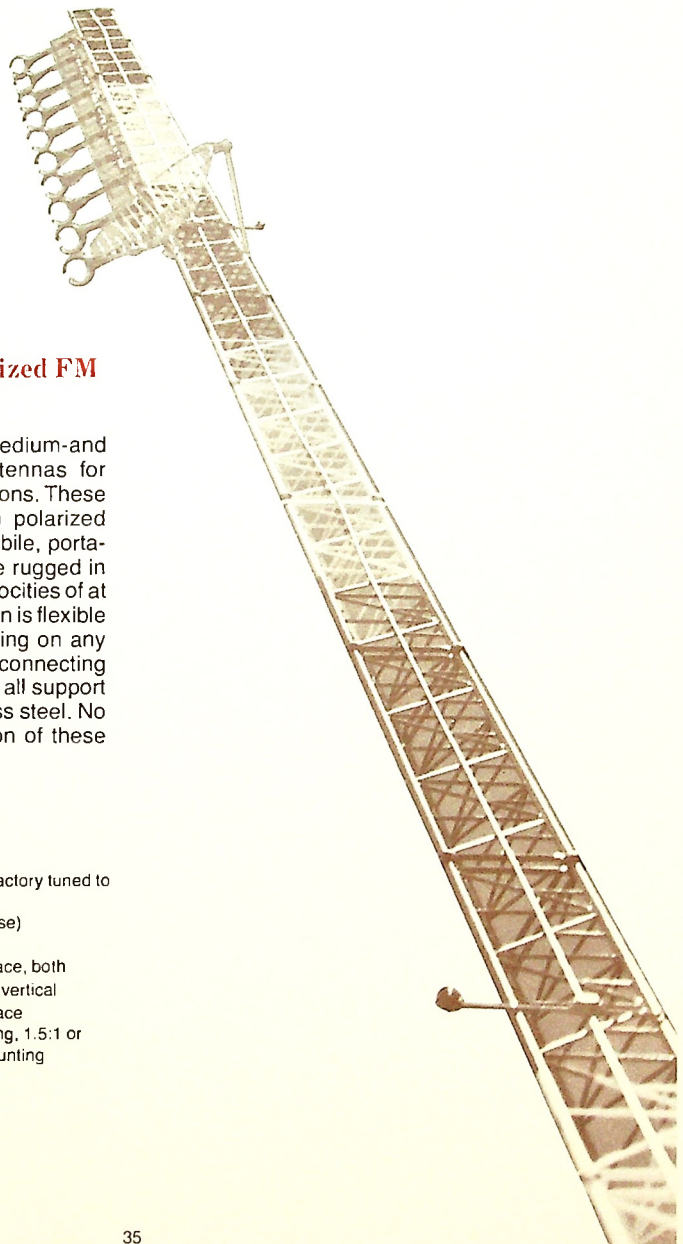 ized FM
edium-and
tennas for
ons. These
polarized
bile, porta-
e rugged in
ocities of at
n is flexible
ing on any
connecting
all support
ss steel. No
on of these
actory tuned to
se)
ace, both
vertical
ace
ng, 1.5:1 or
unting
35